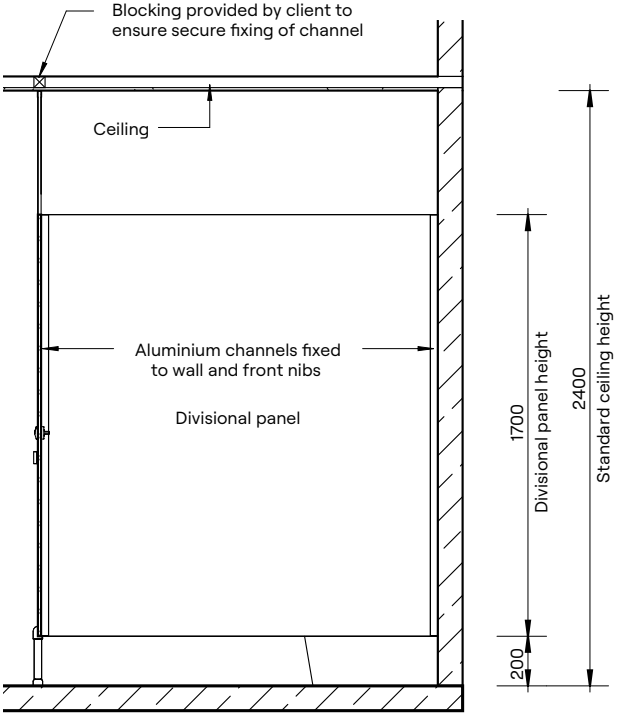 Blocking provided by client to
ensure secure fixing of channel
Ceiling
Aluminium channels fixed
to wall and front nibs
Divisional panel
1700
Divisional panel height
2400
Standard ceiling height
200